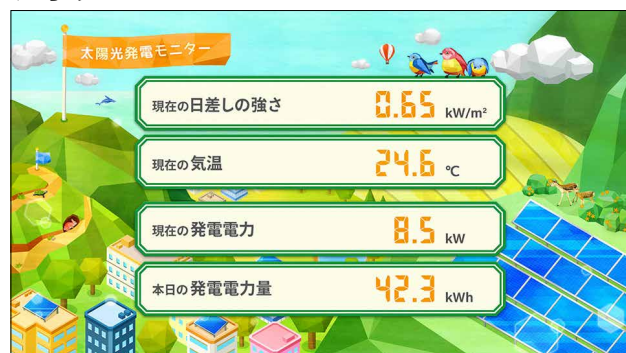 太陽光発電モニター
現在の日差しの強さ 0.65 kW/m²
現在の気温 24.6 ℃
現在の発電電力 8.5 kW
本日の発電電力量 42.3 kWh